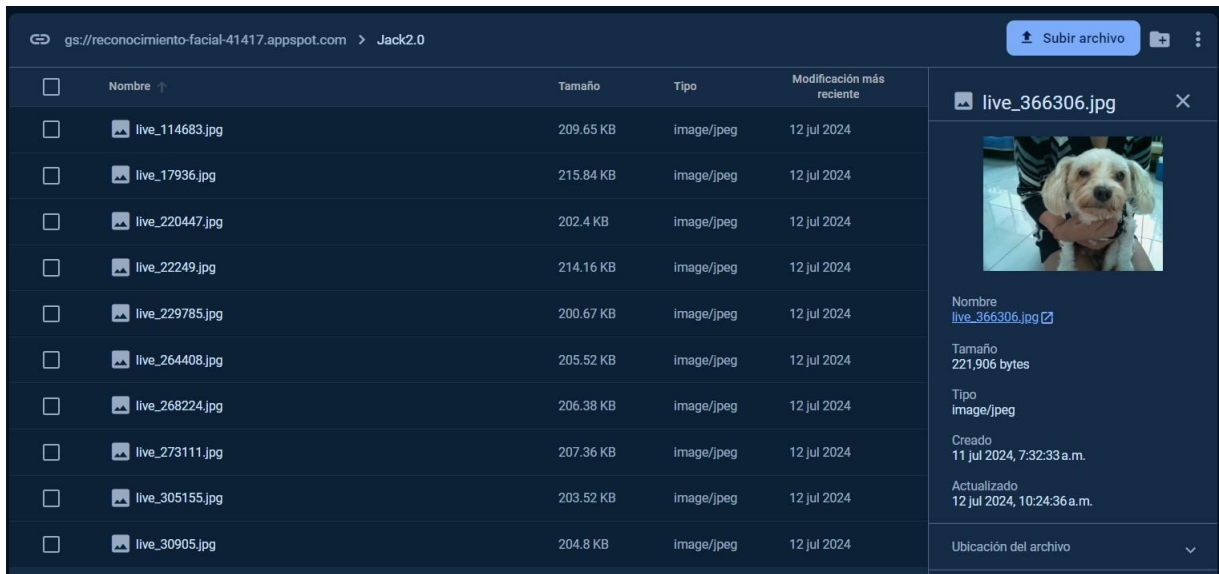 gs://reconocimiento-facial-41417.appspot.com > Jack2.0
Subir archivo
Nombre ↑ Tamaño Tipo Modificación más reciente
live_114683.jpg 209.65 KB image/jpeg 12 jul 2024
live_17936.jpg 215.84 KB image/jpeg 12 jul 2024
live_220447.jpg 202.4 KB image/jpeg 12 jul 2024
live_22249.jpg 214.16 KB image/jpeg 12 jul 2024
live_229785.jpg 200.67 KB image/jpeg 12 jul 2024
live_264408.jpg 205.52 KB image/jpeg 12 jul 2024
live_268224.jpg 206.38 KB image/jpeg 12 jul 2024
live_273111.jpg 207.36 KB image/jpeg 12 jul 2024
live_305155.jpg 203.52 KB image/jpeg 12 jul 2024
live_30905.jpg 204.8 KB image/jpeg 12 jul 2024
live_366306.jpg
Nombre
live_366306.jpg
Tamaño
221,906 bytes
Tipo
image/jpeg
Creado
11 jul 2024, 7:32:33 a.m.
Actualizado
12 jul 2024, 10:24:36 a.m.
Ubicación del archivo